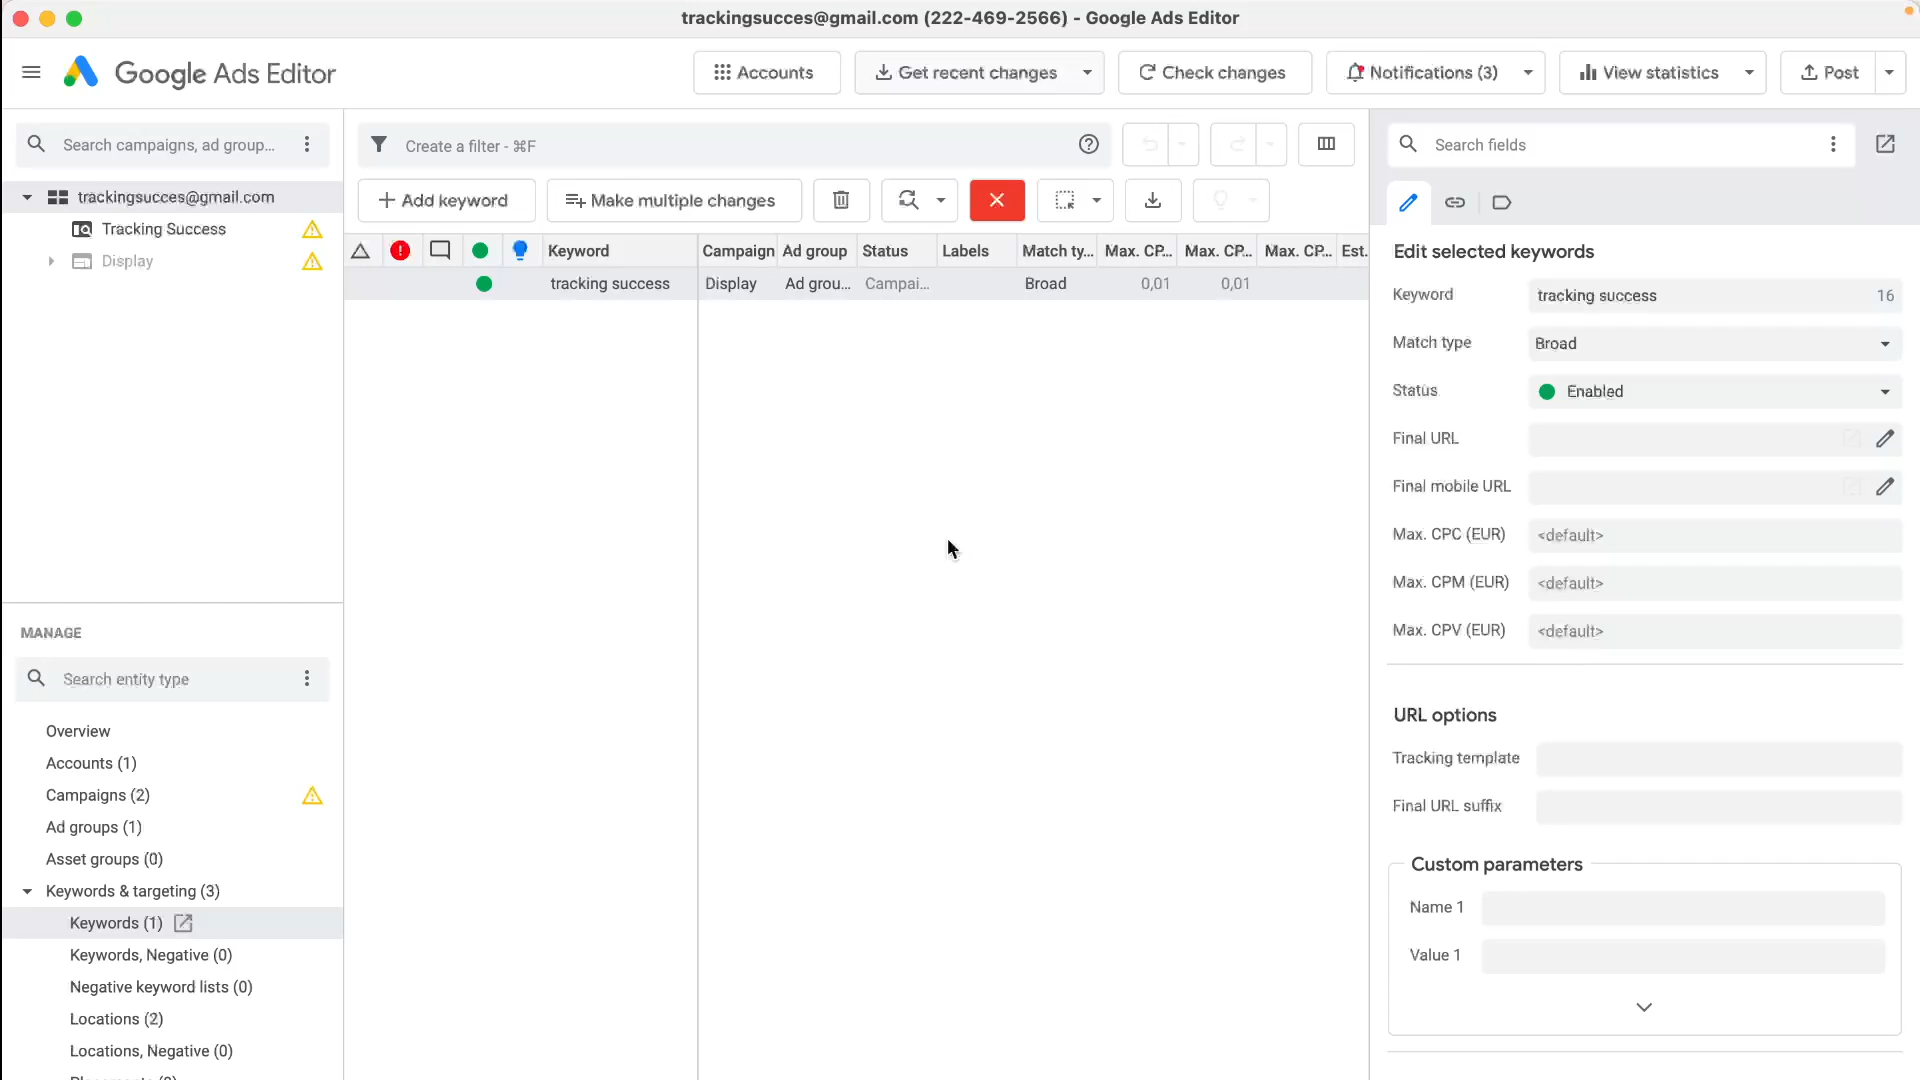 trackingsucces@gmail.com (222-469-2566) - Google Ads Editor
Google Ads Editor
Accounts
Get recent changes
Check changes
Notifications (3)
View statistics
Post
Search campaigns, ad group...
Create a filter - ⌘F
Search fields
trackingsucces@gmail.com
Tracking Success
Display
Add keyword
Make multiple changes
Keyword
Campaign
Ad group
Status
Labels
Match ty...
Max. CP...
Max. CP...
Max. CP...
Est.
tracking success
Display
Ad grou...
Campai...
Broad
0,01
0,01
Edit selected keywords
Keyword
tracking success
16
Match type
Broad
Status
Enabled
Final URL
Final mobile URL
Max. CPC (EUR)
<default>
Max. CPM (EUR)
<default>
Max. CPV (EUR)
<default>
URL options
Tracking template
Final URL suffix
Custom parameters
Name 1
Value 1
MANAGE
Search entity type
Overview
Accounts (1)
Campaigns (2)
Ad groups (1)
Asset groups (0)
Keywords & targeting (3)
Keywords (1)
Keywords, Negative (0)
Negative keyword lists (0)
Locations (2)
Locations, Negative (0)